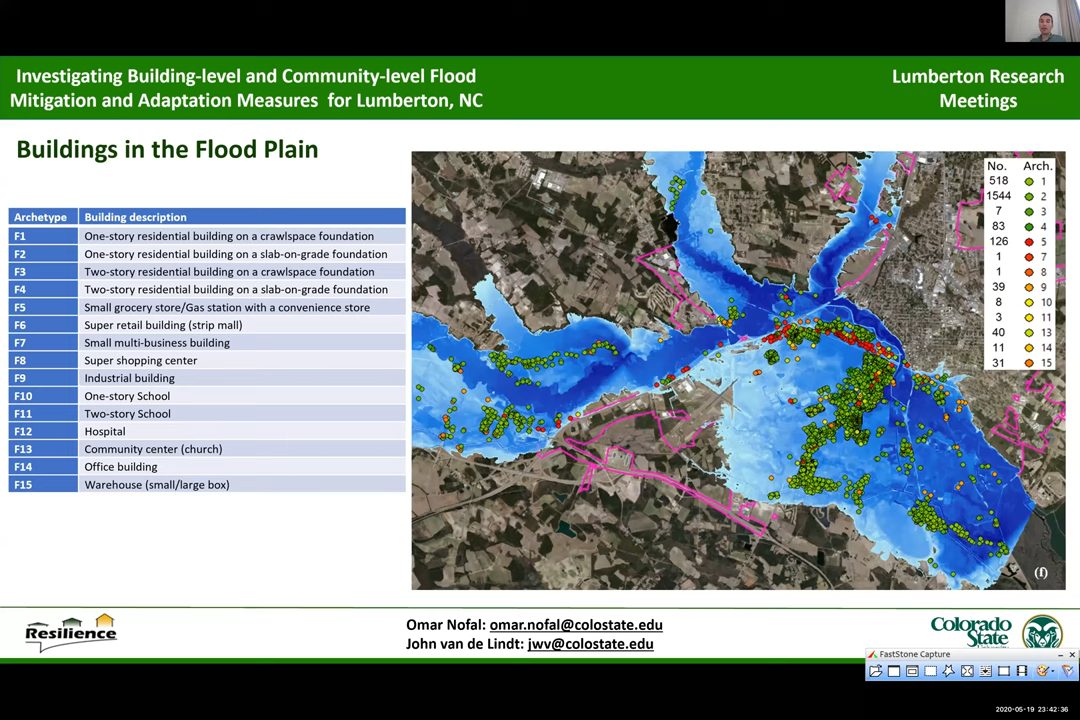 Investigating Building-level and Community-level Flood
Mitigation and Adaptation Measures for Lumberton, NC
Lumberton Research
Meetings
Buildings in the Flood Plain
Archetype Building description
F1 One-story residential building on a crawlspace foundation
F2 One-story residential building on a slab-on-grade foundation
F3 Two-story residential building on a crawlspace foundation
F4 Two-story residential building on a slab-on-grade foundation
F5 Small grocery store/Gas station with a convenience store
F6 Super retail building (strip mall)
F7 Small multi-business building
F8 Super shopping center
F9 Industrial building
F10 One-story School
F11 Two-story School
F12 Hospital
F13 Community center (church)
F14 Office building
F15 Warehouse (small/large box)
No. Arch.
518 1
1544 2
7 3
83 4
126 5
1 7
1 8
39 9
8 10
3 11
40 13
11 14
31 15
(f)
Resilience
Omar Nofal: omar.nofal@colostate.edu
John van de Lindt: jwv@colostate.edu
Colorado
State
FastStone Capture
2020-05-19 23:42:36